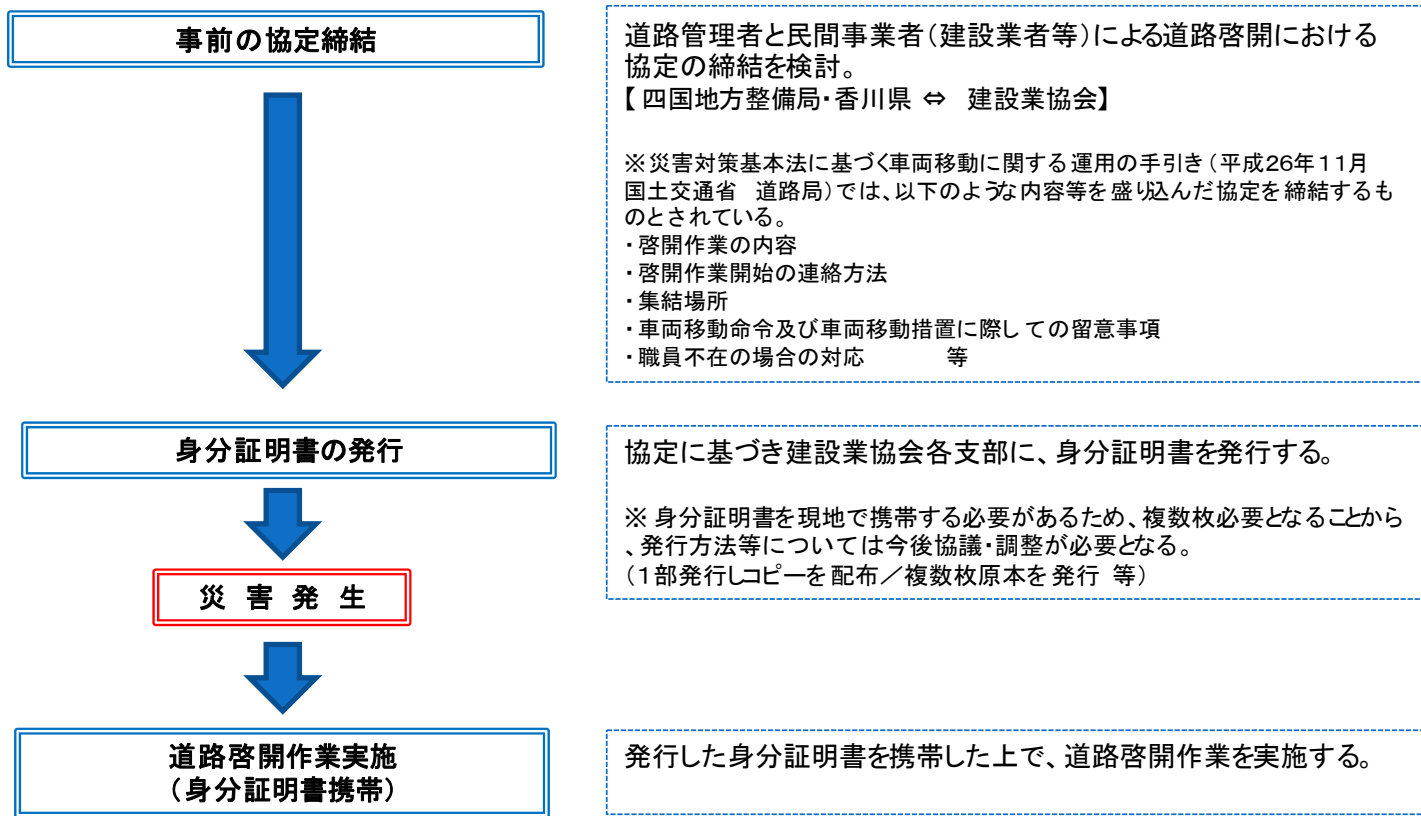 事前の協定締結
道路管理者と民間事業者（建設業者等）による道路啓開における
協定の締結を検討。
【四国地方整備局・香川県 ⇔ 建設業協会】
※災害対策基本法に基づく車両移動に関する運用の手引き（平成26年11月
国土交通省 道路局）では、以下のような内容等を盛り込んだ協定を締結するも
のとされている。
・啓開作業の内容
・啓開作業開始の連絡方法
・集結場所
・車両移動命令及び車両移動措置に際しての留意事項
・職員不在の場合の対応 等
身分証明書の発行
協定に基づき建設業協会各支部に、身分証明書を発行する。
※ 身分証明書を現地で携帯する必要があるため、複数枚必要となることから
、発行方法等については今後協議・調整が必要となる。
（１部発行しコピーを配布／複数枚原本を発行 等）
災 害 発 生
道路啓開作業実施
（身分証明書携帯）
発行した身分証明書を携帯した上で、道路啓開作業を実施する。